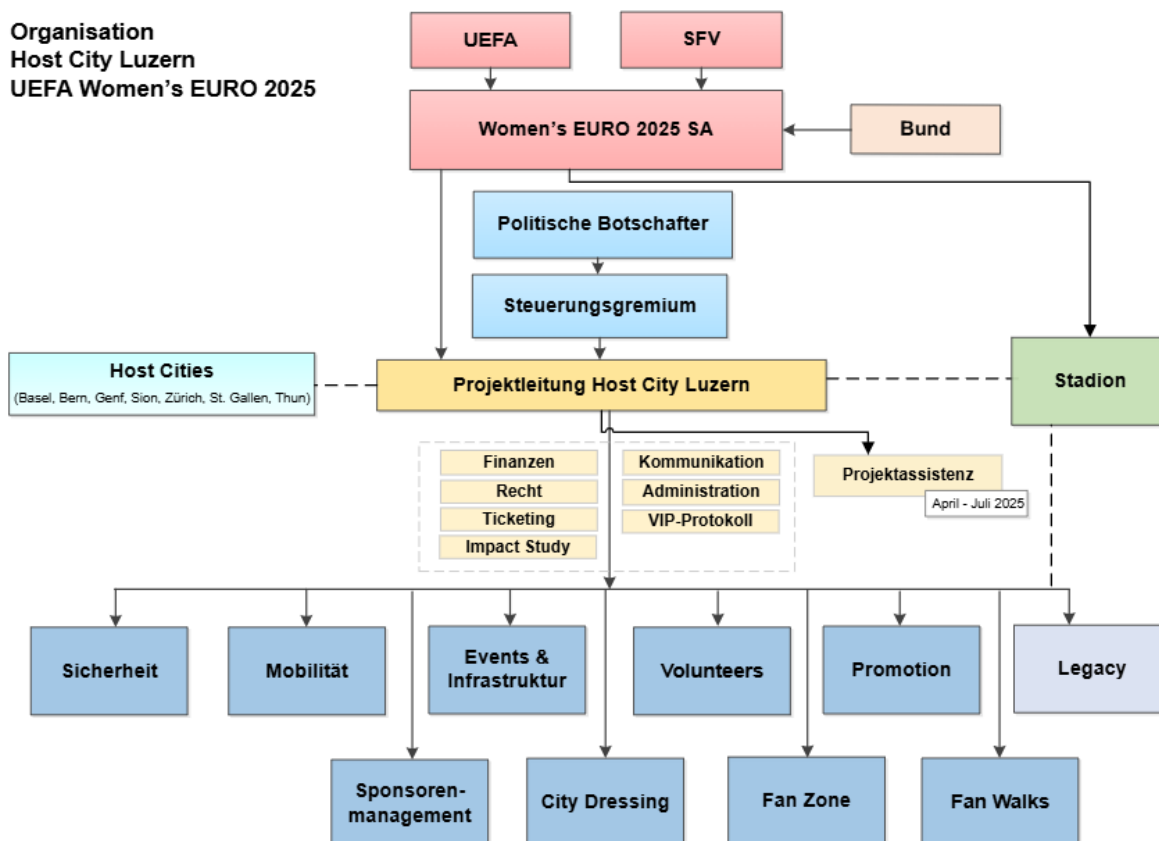 Organisation
Host City Luzern
UEFA Women's EURO 2025
UEFA
SFV
Women's EURO 2025 SA
Bund
Politische Botschafter
Steuerungsgremium
Host Cities
(Basel, Bern, Genf, Sion, Zürich, St. Gallen, Thun)
Projektleitung Host City Luzern
Stadion
Finanzen
Kommunikation
Recht
Administration
Ticketing
VIP-Protokoll
Impact Study
Projektassistenz
April - Juli 2025
Sicherheit
Mobilität
Events &
Infrastruktur
Volunteers
Promotion
Legacy
Sponsoren-
management
City Dressing
Fan Zone
Fan Walks